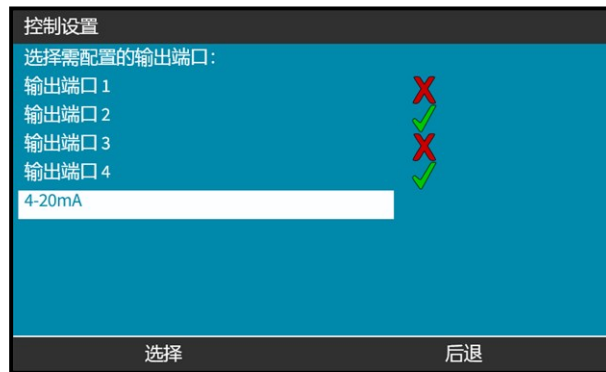 控制设置
选择需配置的输出端口：
输出端口 1
输出端口 2
输出端口 3
输出端口 4
4-20mA
选择 后退